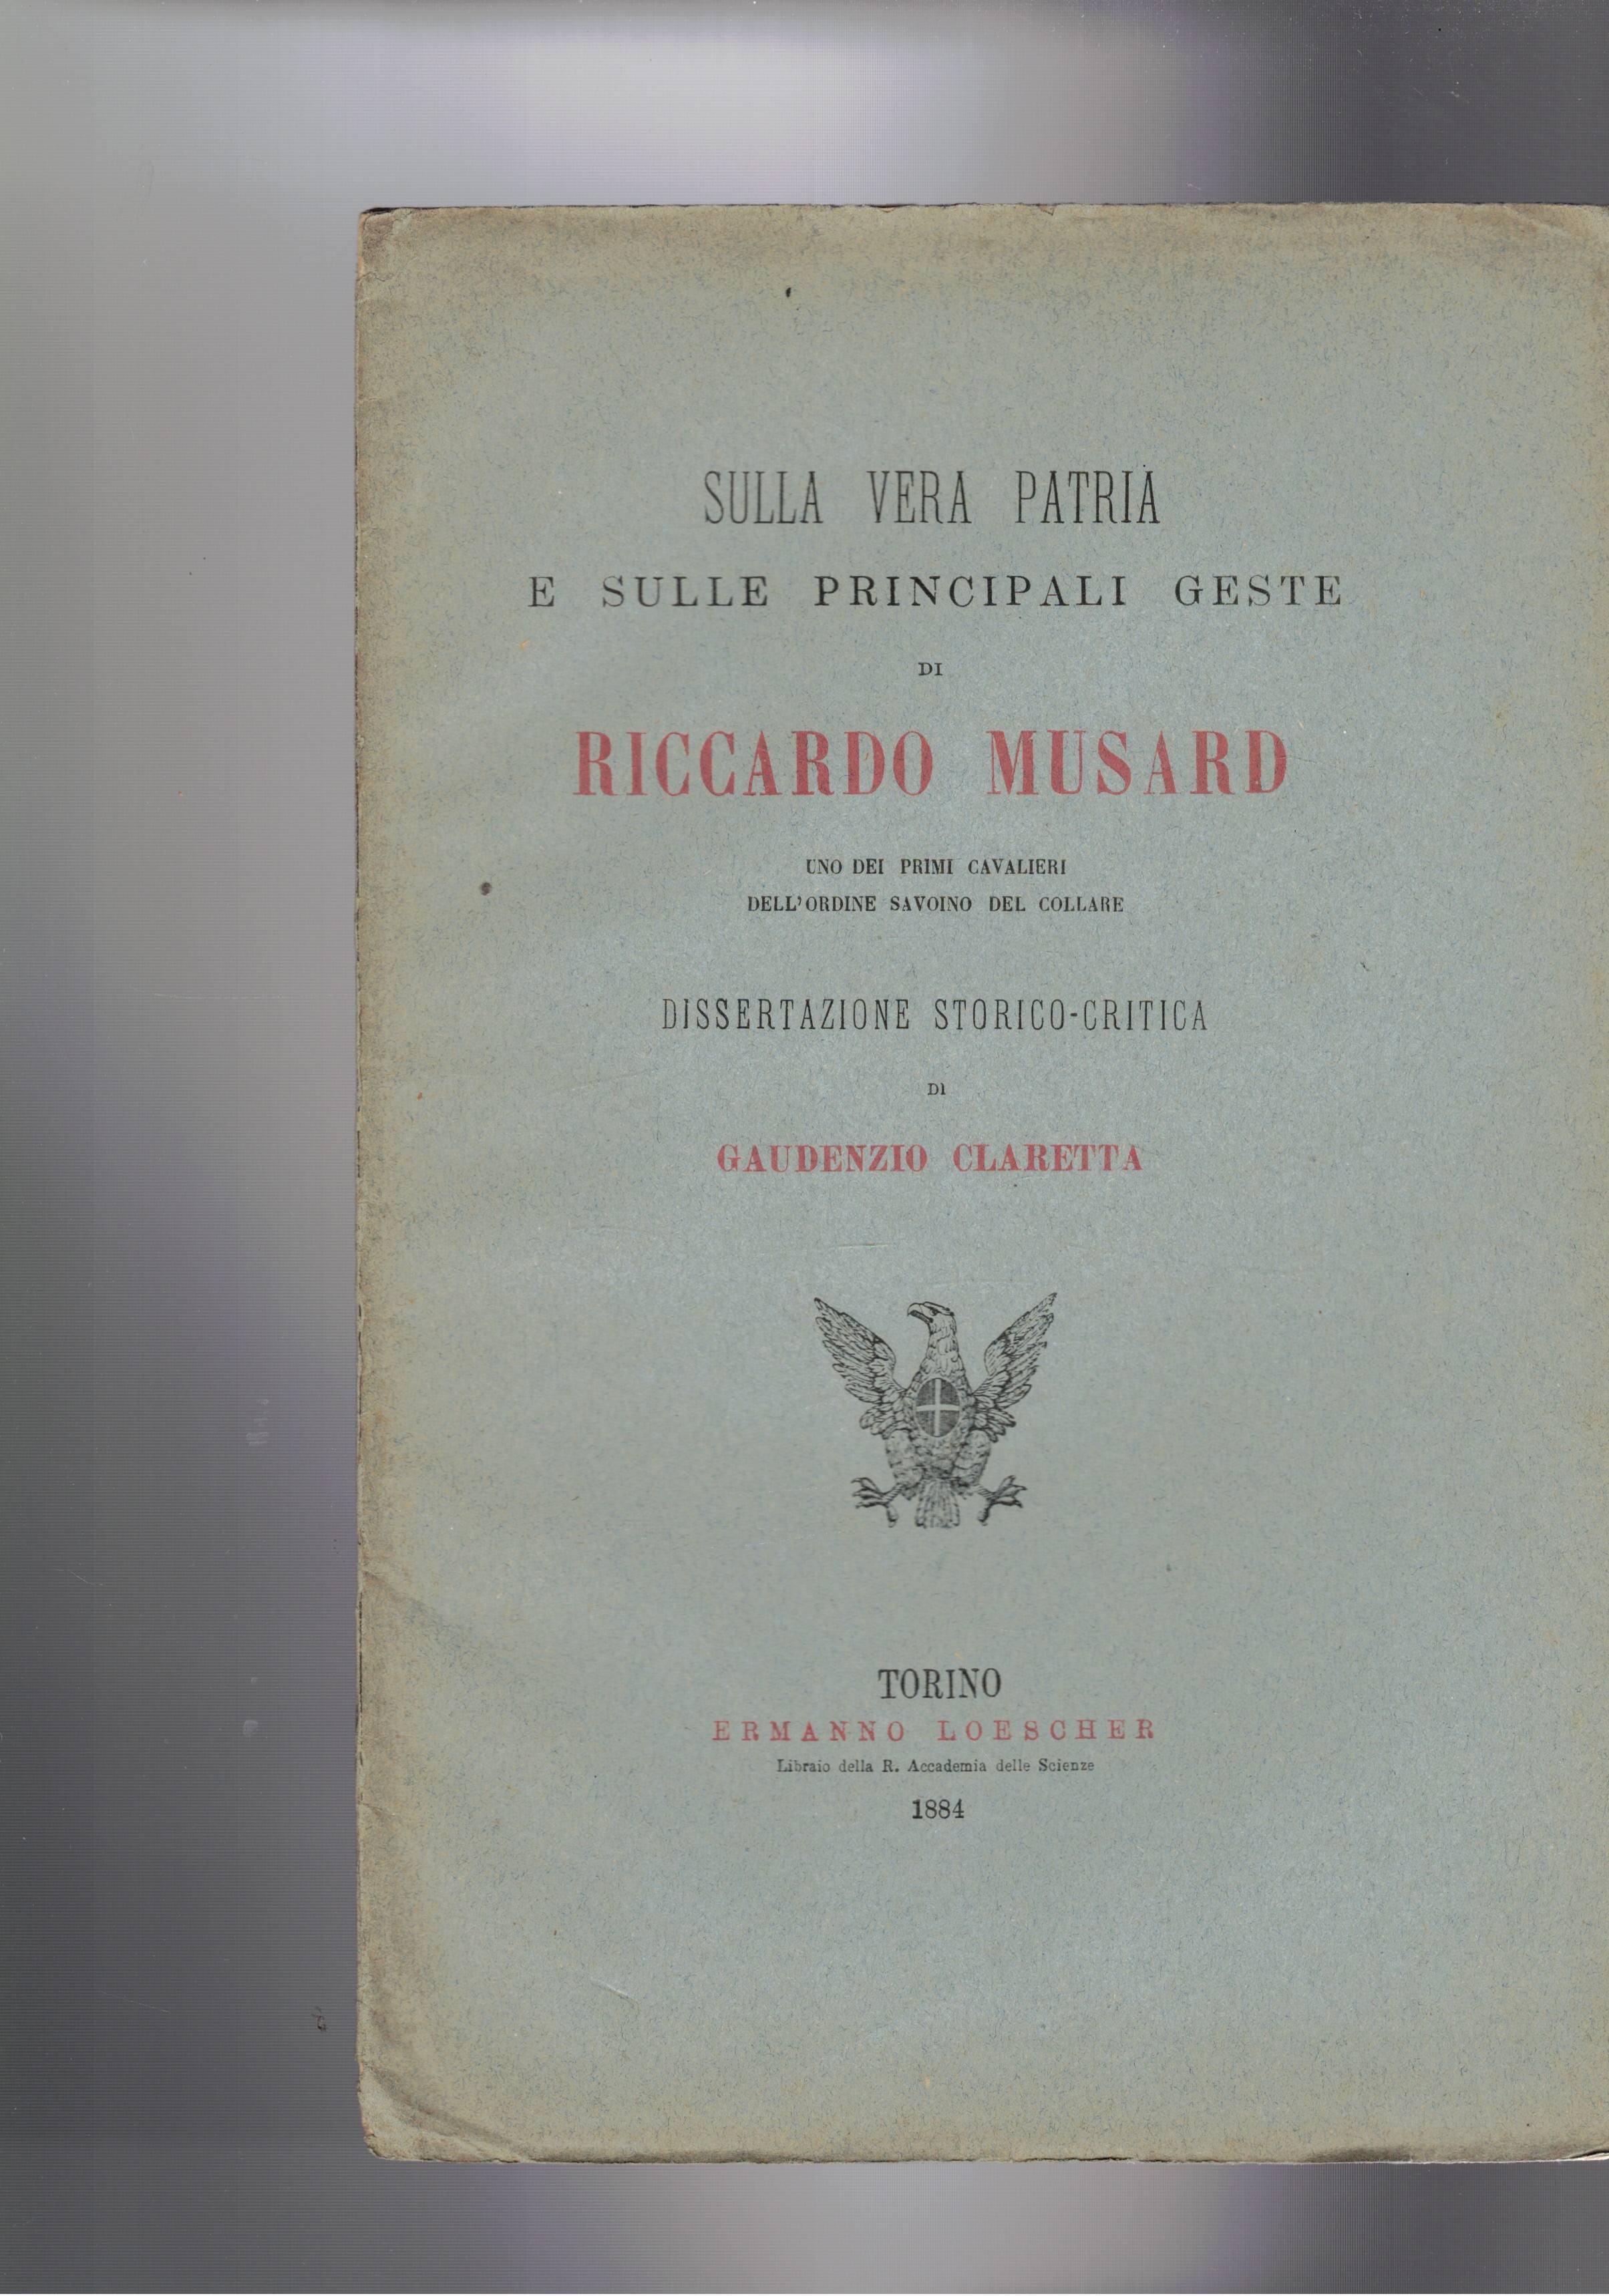 SULLA VERA PATRIA
E SULLE PRINCIPALI GESTE
DI
RICCARDO MUSARD
UNO DEI PRIMI CAVALIERI
DELL'ORDINE SAVOINO DEL COLLARE
DISSERTAZIONE STORICO-CRITICA
DI
GAUDENZIO CLARETTA
TORINO
ERMANNO LOESCHER
Libraio della R. Accademia delle Scienze
1884